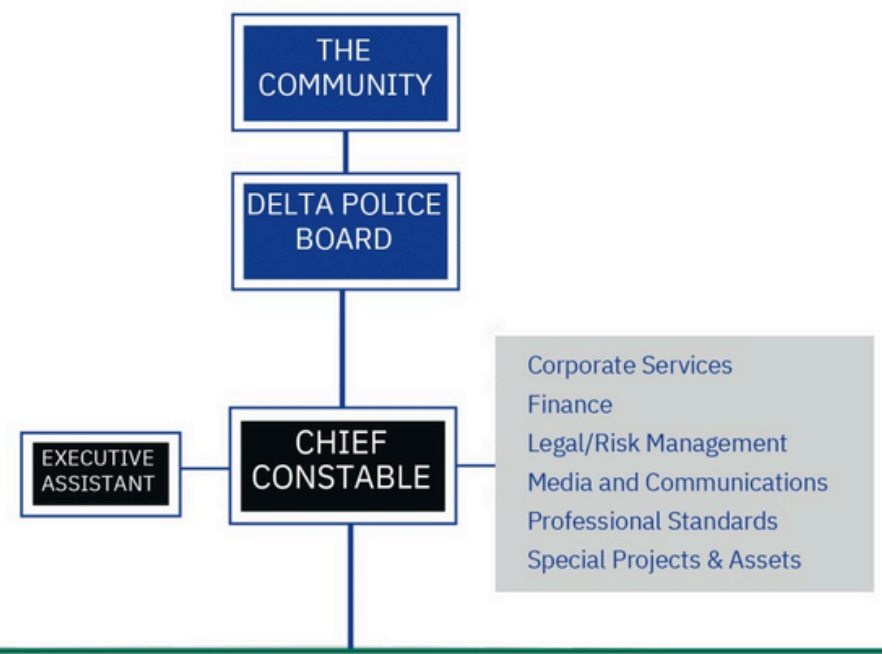 THE
COMMUNITY
DELTA POLICE
BOARD
EXECUTIVE
ASSISTANT
CHIEF
CONSTABLE
Corporate Services
Finance
Legal/Risk Management
Media and Communications
Professional Standards
Special Projects & Assets